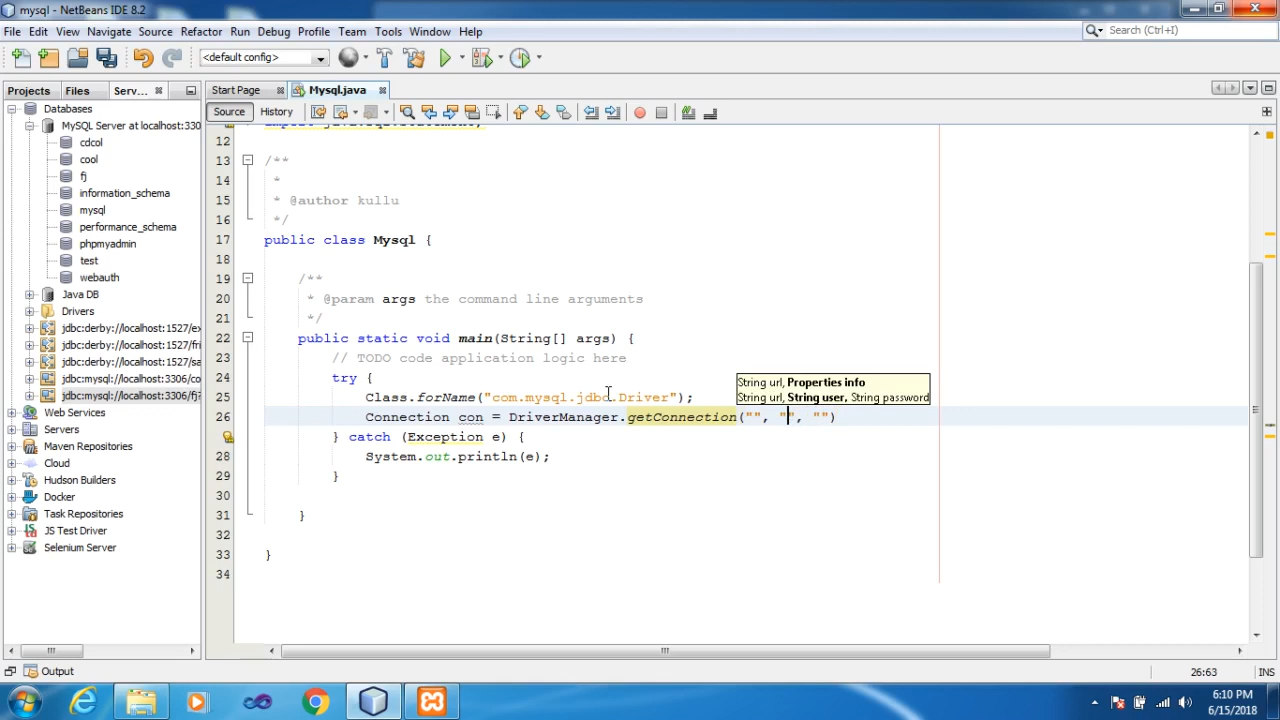 mysql - NetBeans IDE 8.2
File Edit View Navigate Source Refactor Run Debug Profile Team Tools Window Help
Search (Ctrl+I)
<default config>
Projects Files Serv...
Start Page Mysql.java
Source History
Databases
MySQL Server at localhost:330
cdcol
cool
fj
information_schema
mysql
performance_schema
phpmyadmin
test
webauth
Java DB
Drivers
jdbc:derby://localhost:1527/ex
jdbc:derby://localhost:1527/fri
jdbc:derby://localhost:1527/sa
jdbc:mysql://localhost:3306/co
jdbc:mysql://localhost:3306/fj?
Web Services
Servers
Maven Repositories
Cloud
Hudson Builders
Docker
Task Repositories
JS Test Driver
Selenium Server
12
13 /**
14 *
15 * @author kullu
16 */
17 public class Mysql {
18
19 /**
20 * @param args the command line arguments
21 */
22 public static void main(String[] args) {
23 // TODO code application logic here
24 try {
25 Class.forName("com.mysql.jdbc.Driver");
26 Connection con = DriverManager.getConnection("", "", "")
} catch (Exception e) {
28 System.out.println(e);
29 }
30
31 }
32
33 }
34
String url, Properties info
String url, String user, String password
Output
26:63 INS
6:10 PM
6/15/2018